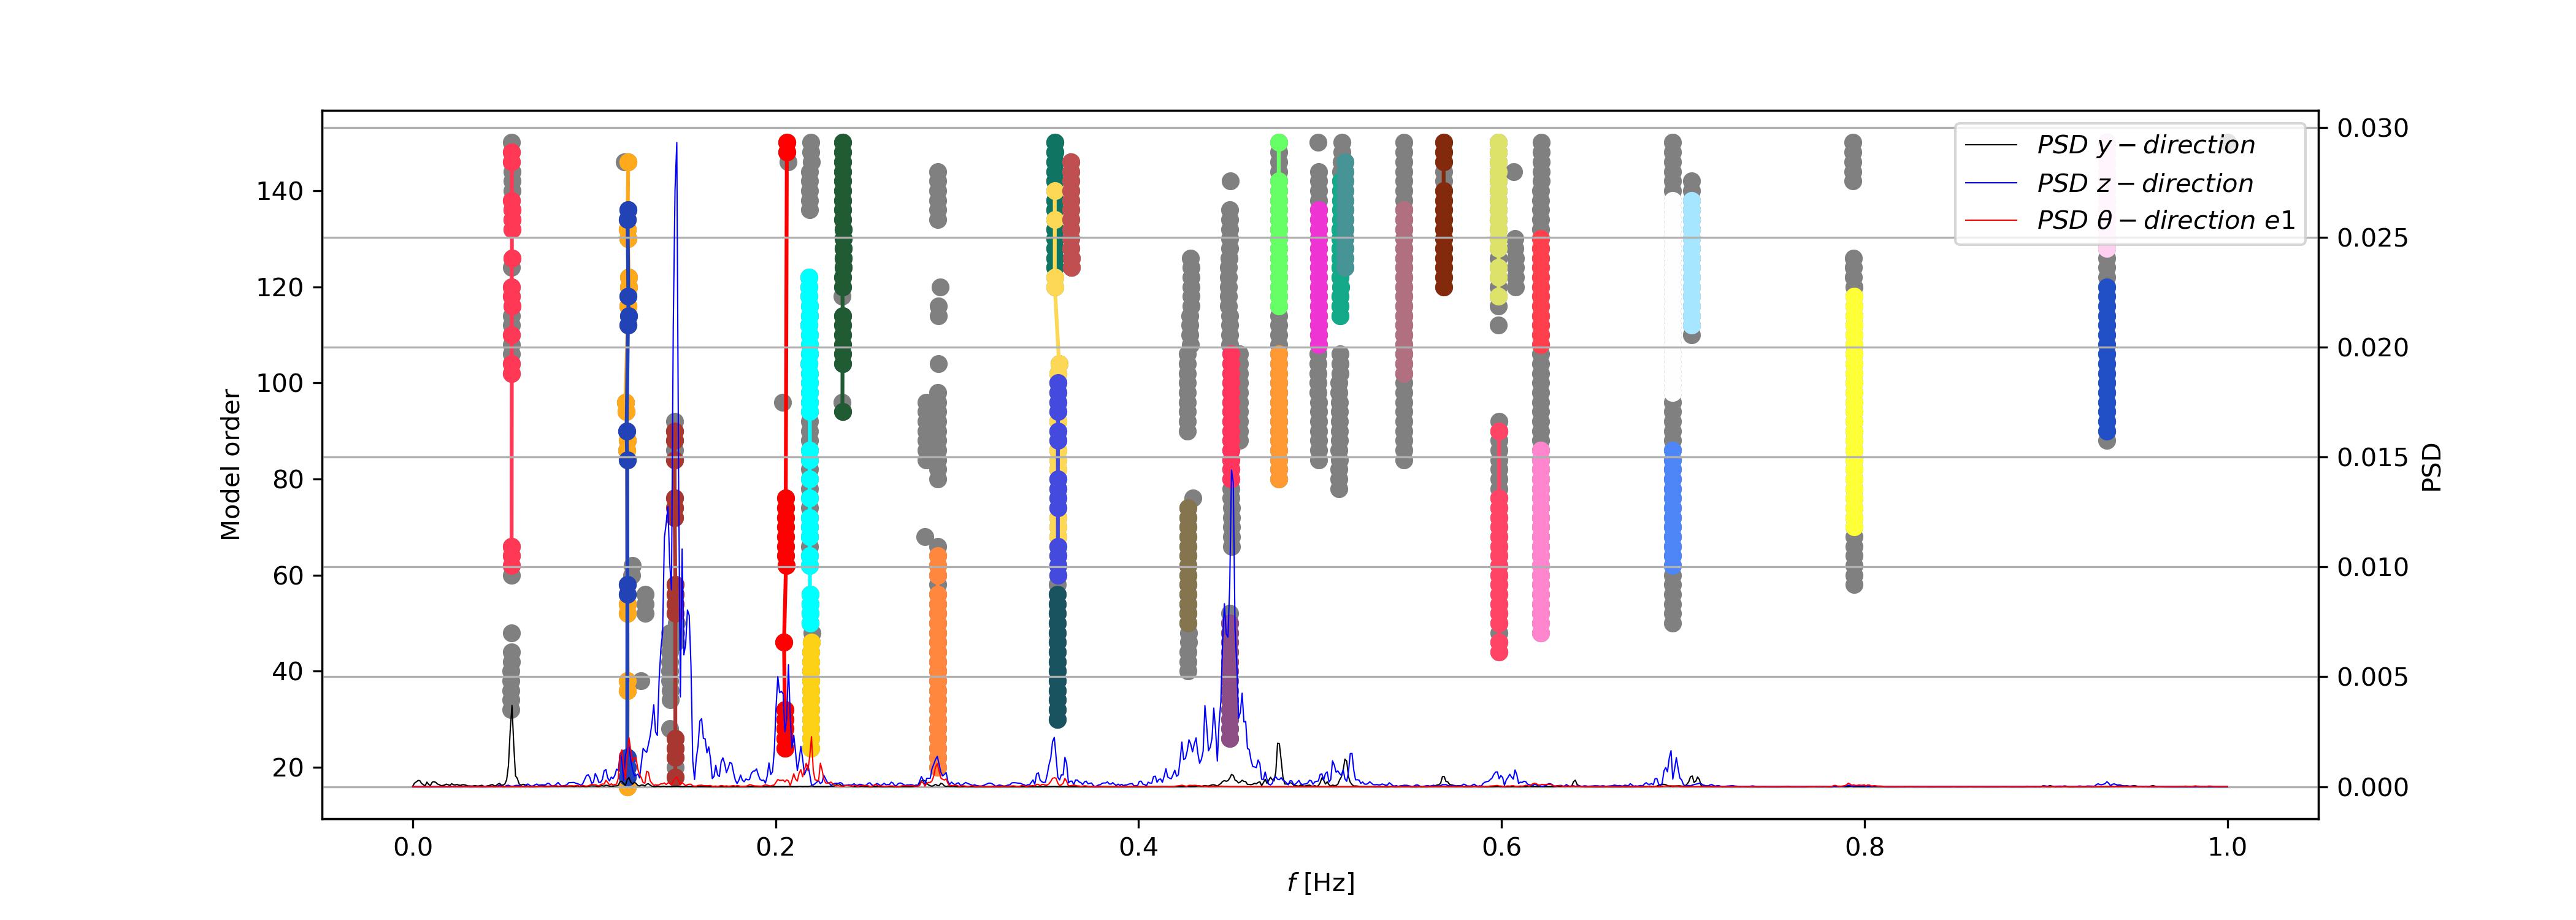 PSD y − direction
PSD z − direction
PSD θ − direction e1
Model order
140
120
100
80
60
40
20
0.030
0.025
0.020
0.015
0.010
0.005
0.000
PSD
0.0 0.2 0.4 0.6 0.8 1.0
f [Hz]